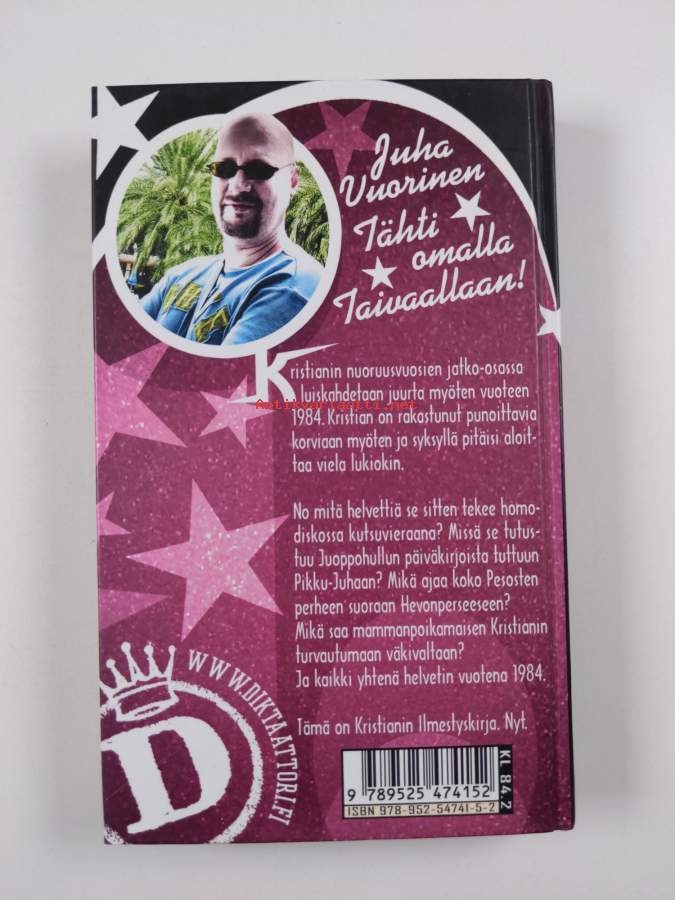 Juha
Vuorinen
Tähti
omalla
Taivaallaan!
Kristianin nuoruusvuosien jatko-osassa
luiskahdetaan juurta myöten vuoteen
Antikvariaatti.net
1984. Kristian on rakastunut punoittavia
korviaan myöten ja syksyllä pitäisi aloit-
taa vielä lukiokin.
No mitä helvettiä se sitten tekee homo-
diskossa kutsuvieraana? Missä se tutus-
tuu Juoppohullun päiväkirjoista tuttuun
Pikku-Juhaan? Mikä ajaa koko Pesosten
perheen suoraan Hevonperseeseen?
Mikä saa mammanpoikamaisen Kristianin
turvautumaan väkivaltaan?
Ja kaikki yhtenä helvetin vuotena 1984.
Tämä on Kristianin Ilmestyskirja. Nyt.
WWW.DIKTAATTORI.FI
D
9 789525 474152
ISBN 978-952-54741-5-2
KL 84.2